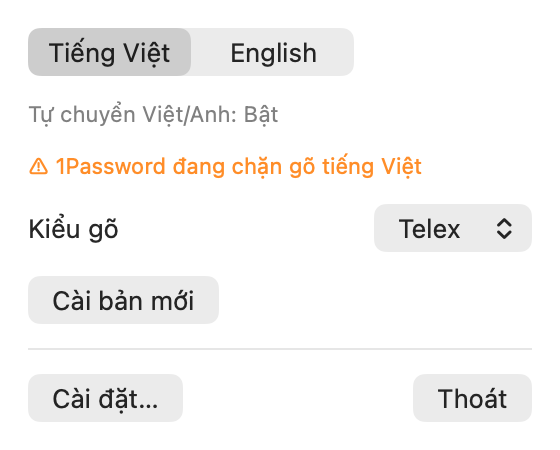 Tiếng Việt English
Tự chuyển Việt/Anh: Bật
1Password đang chặn gõ tiếng Việt
Kiểu gõ Telex
Cài bản mới
Cài đặt... Thoát